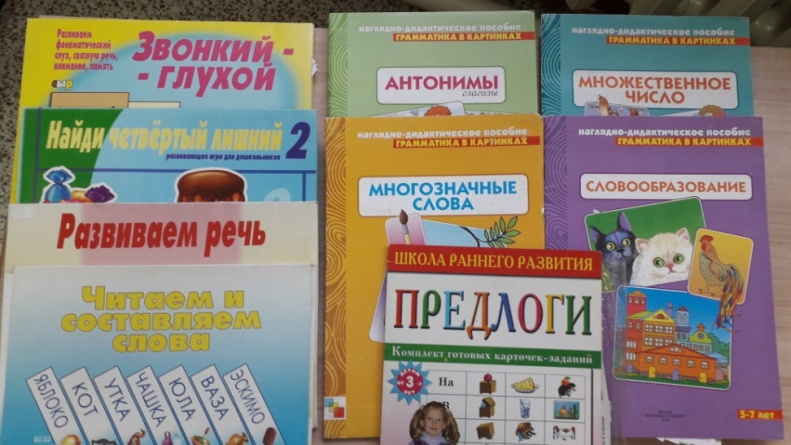 Развиваем
фонематический
слух, связную речь,
внимание, память
Звонкий -
- глухой
Найди четвёртый лишний 2
развивающая игра для дошкольников
Развиваем речь
Читаем и
составляем
слова
ЯБЛОКО
КОТ
УТКА
ЧАШКА
ЮЛА
ВАЗА
ЭСКИМО
НАГЛЯДНО-ДИДАКТИЧЕСКОЕ ПОСОБИЕ
ГРАММАТИКА В КАРТИНКАХ
АНТОНИМЫ
глаголы
НАГЛЯДНО-ДИДАКТИЧЕСКОЕ ПОСОБИЕ
ГРАММАТИКА В КАРТИНКАХ
МНОЖЕСТВЕННОЕ
ЧИСЛО
НАГЛЯДНО-ДИДАКТИЧЕСКОЕ ПОСОБИЕ
ГРАММАТИКА В КАРТИНКАХ
МНОГОЗНАЧНЫЕ
СЛОВА
НАГЛЯДНО-ДИДАКТИЧЕСКОЕ ПОСОБИЕ
ГРАММАТИКА В КАРТИНКАХ
СЛОВООБРАЗОВАНИЕ
5-7 ЛЕТ
ШКОЛА РАННЕГО РАЗВИТИЯ
ПРЕДЛОГИ
Комплект готовых карточек-заданий
3
На
В